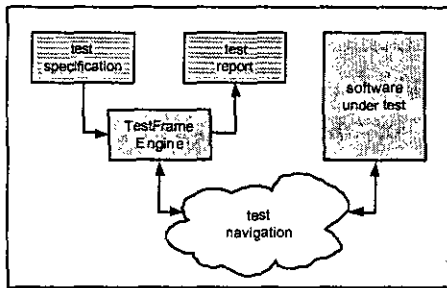 test
specification
test
report
software
under test
TestFrame
Engine
test
navigation